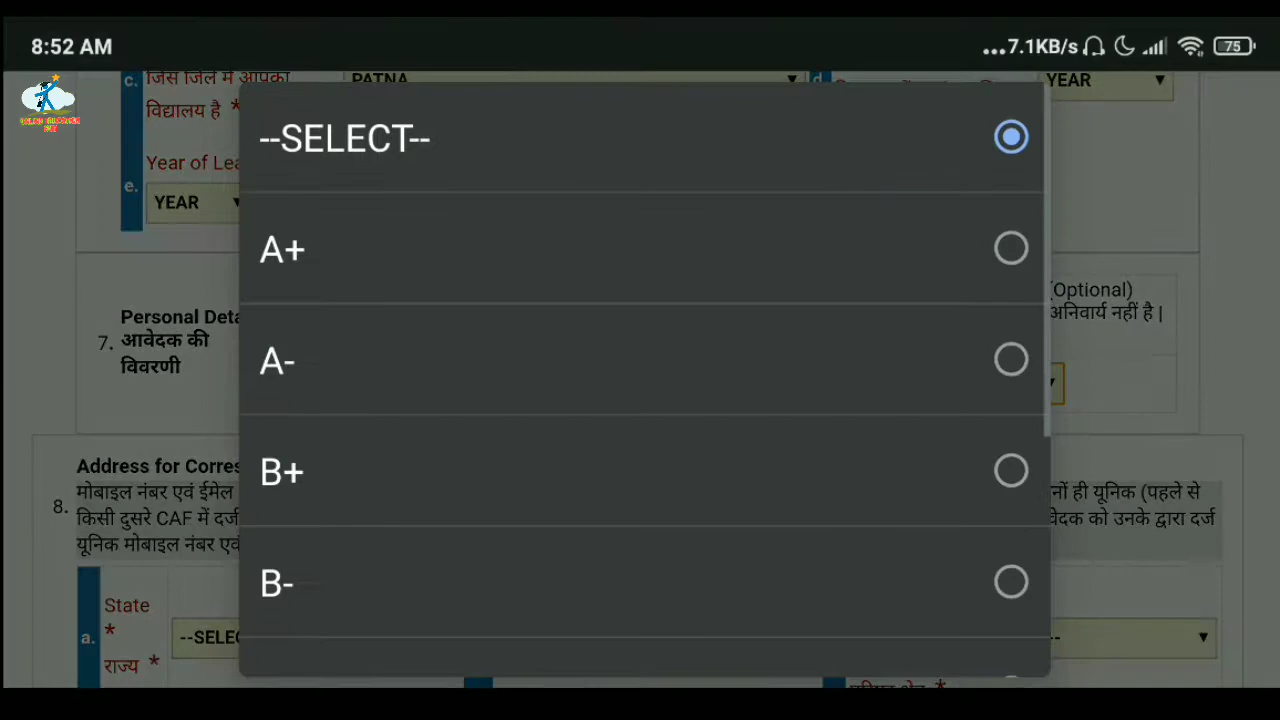 8:52 AM
...7.1KB/s
75
c.
जिस जिले में आपका
PATNA
d
YEAR
विद्यालय है *
--SELECT--
Year of Lea
e.
YEAR
A+
(Optional)
अनिवार्य नहीं है |
Personal Deta
7. आवेदक की
विवरणी
A-
B+
Address for Corres
8.
मोबाइल नंबर एवं ईमेल
नों ही यूनिक (पहले से
किसी दुसरे CAF में दर्ज
वेदक को उनके द्वारा दर्ज
यूनिक मोबाइल नंबर एवं
B-
State
*
a.
--SELEC
--
राज्य *